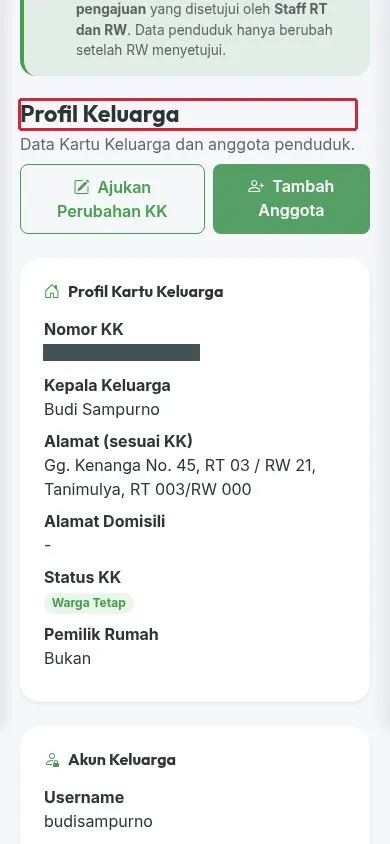 pengajuan yang disetujui oleh Staff RT
dan RW. Data penduduk hanya berubah
setelah RW menyetujui.
Profil Keluarga
Data Kartu Keluarga dan anggota penduduk.
Ajukan
Perubahan KK
Tambah
Anggota
Profil Kartu Keluarga
Nomor KK
Kepala Keluarga
Budi Sampurno
Alamat (sesuai KK)
Gg. Kenanga No. 45, RT 03 / RW 21,
Tanimulya, RT 003/RW 000
Alamat Domisili
-
Status KK
Warga Tetap
Pemilik Rumah
Bukan
Akun Keluarga
Username
budisampurno